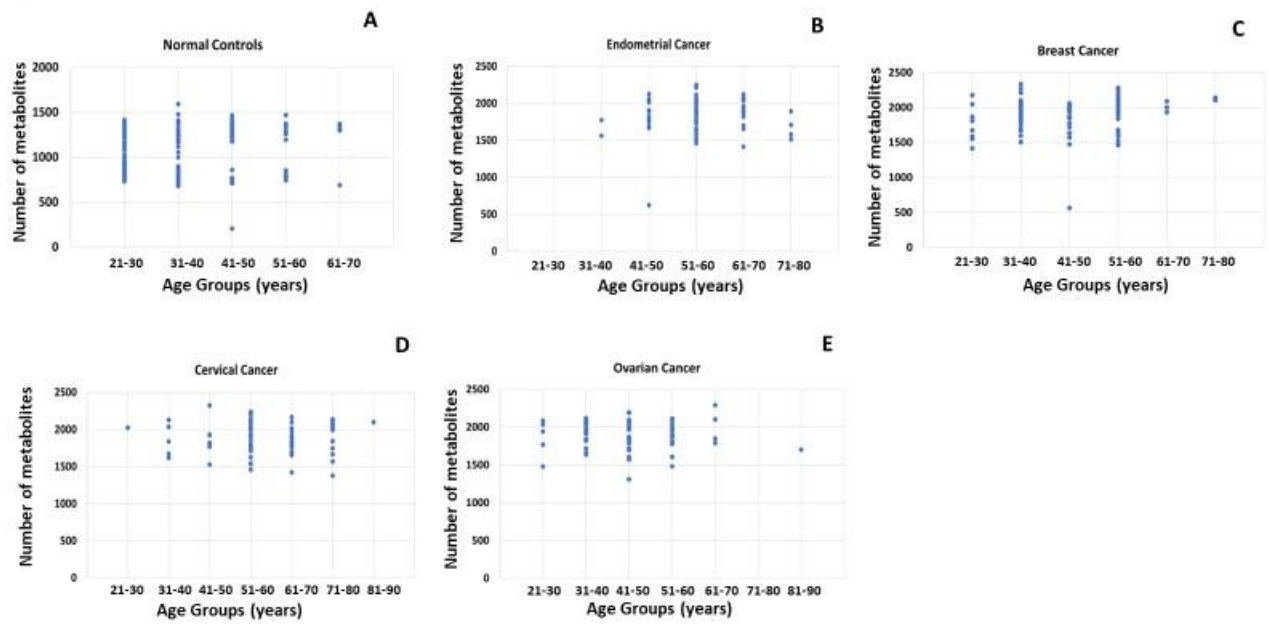 A
Normal Controls
Number of metabolites
2000
1500
1000
500
0
21-30 31-40 41-50 51-60 61-70
Age Groups (years)
B
Endometrial Cancer
Number of metabolites
2500
2000
1500
1000
500
0
21-30 31-40 41-50 51-60 61-70 71-80
Age Groups (years)
C
Breast Cancer
Number of metabolites
2500
2000
1500
1000
500
0
21-30 31-40 41-50 51-60 61-70 71-80
Age Groups (years)
D
Cervical Cancer
Number of metabolites
2500
2000
1500
1000
500
0
21-30 31-40 41-50 51-60 61-70 71-80 81-90
Age Groups (years)
E
Ovarian Cancer
Number of metabolites
2500
2000
1500
1000
500
0
21-30 31-40 41-50 51-60 61-70 71-80 81-90
Age Groups (years)